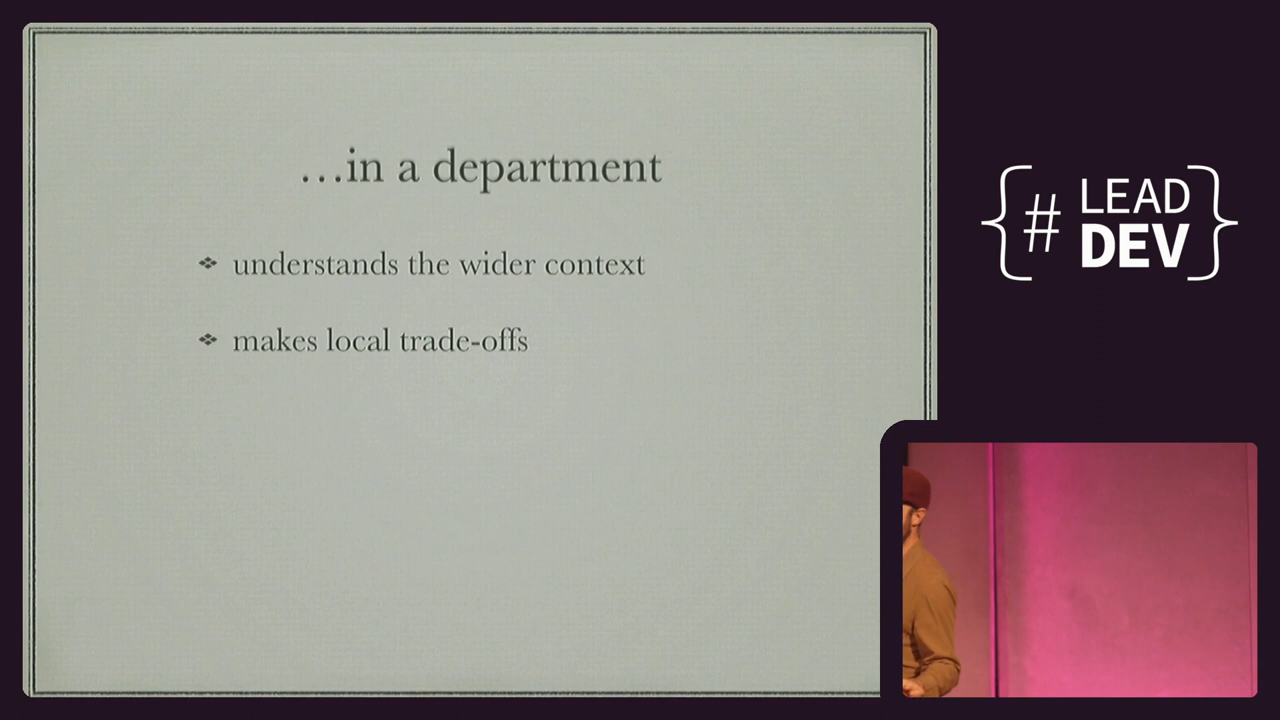 …in a department
❖ understands the wider context
❖ makes local trade-offs
{# LEAD
DEV}